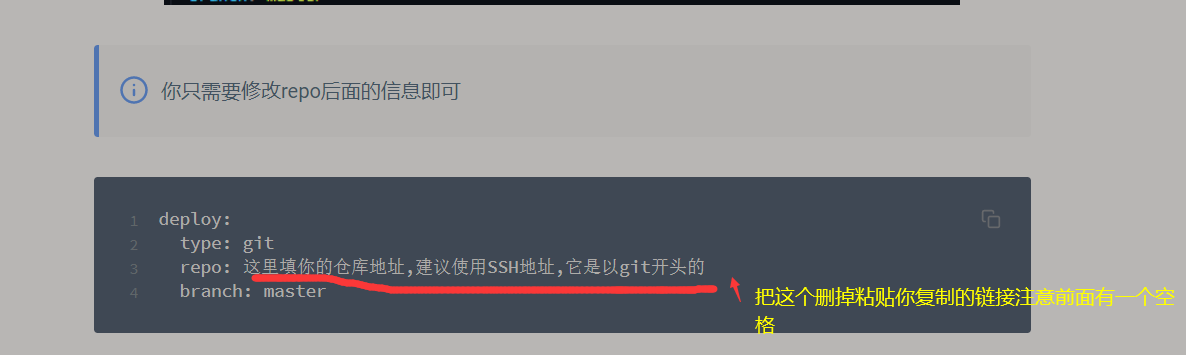 你只需要修改repo后面的信息即可
1 deploy:
2 type: git
3 repo: 这里填你的仓库地址,建议使用SSH地址,它是以git开头的
4 branch: master
把这个删掉粘贴你复制的链接注意前面有一个空
格